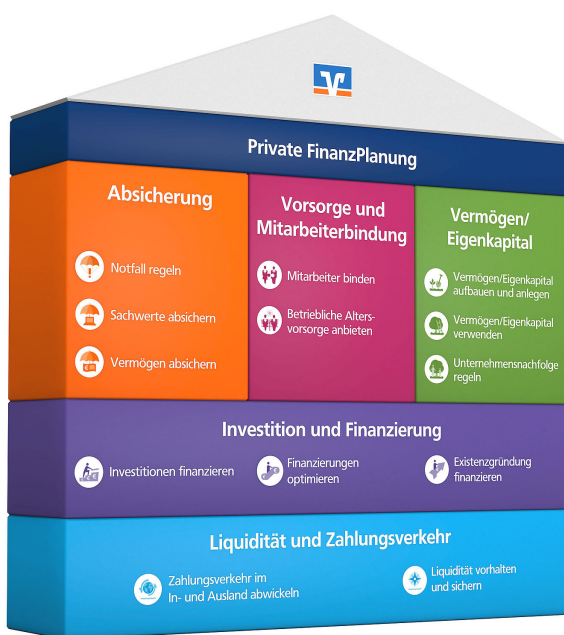 Private FinanzPlanung
Absicherung
Notfall regeln
Sachwerte absichern
Vermögen absichern
Vorsorge und
Mitarbeiterbindung
Mitarbeiter binden
Betriebliche Alters-
vorsorge anbieten
Vermögen/
Eigenkapital
Vermögen/Eigenkapital
aufbauen und anlegen
Vermögen/Eigenkapital
verwenden
Unternehmensnachfolge
regeln
Investition und Finanzierung
Investitionen finanzieren
Finanzierungen
optimieren
Existenzgründung
finanzieren
Liquidität und Zahlungsverkehr
Zahlungsverkehr im
In- und Ausland abwickeln
Liquidität vorhalten
und sichern